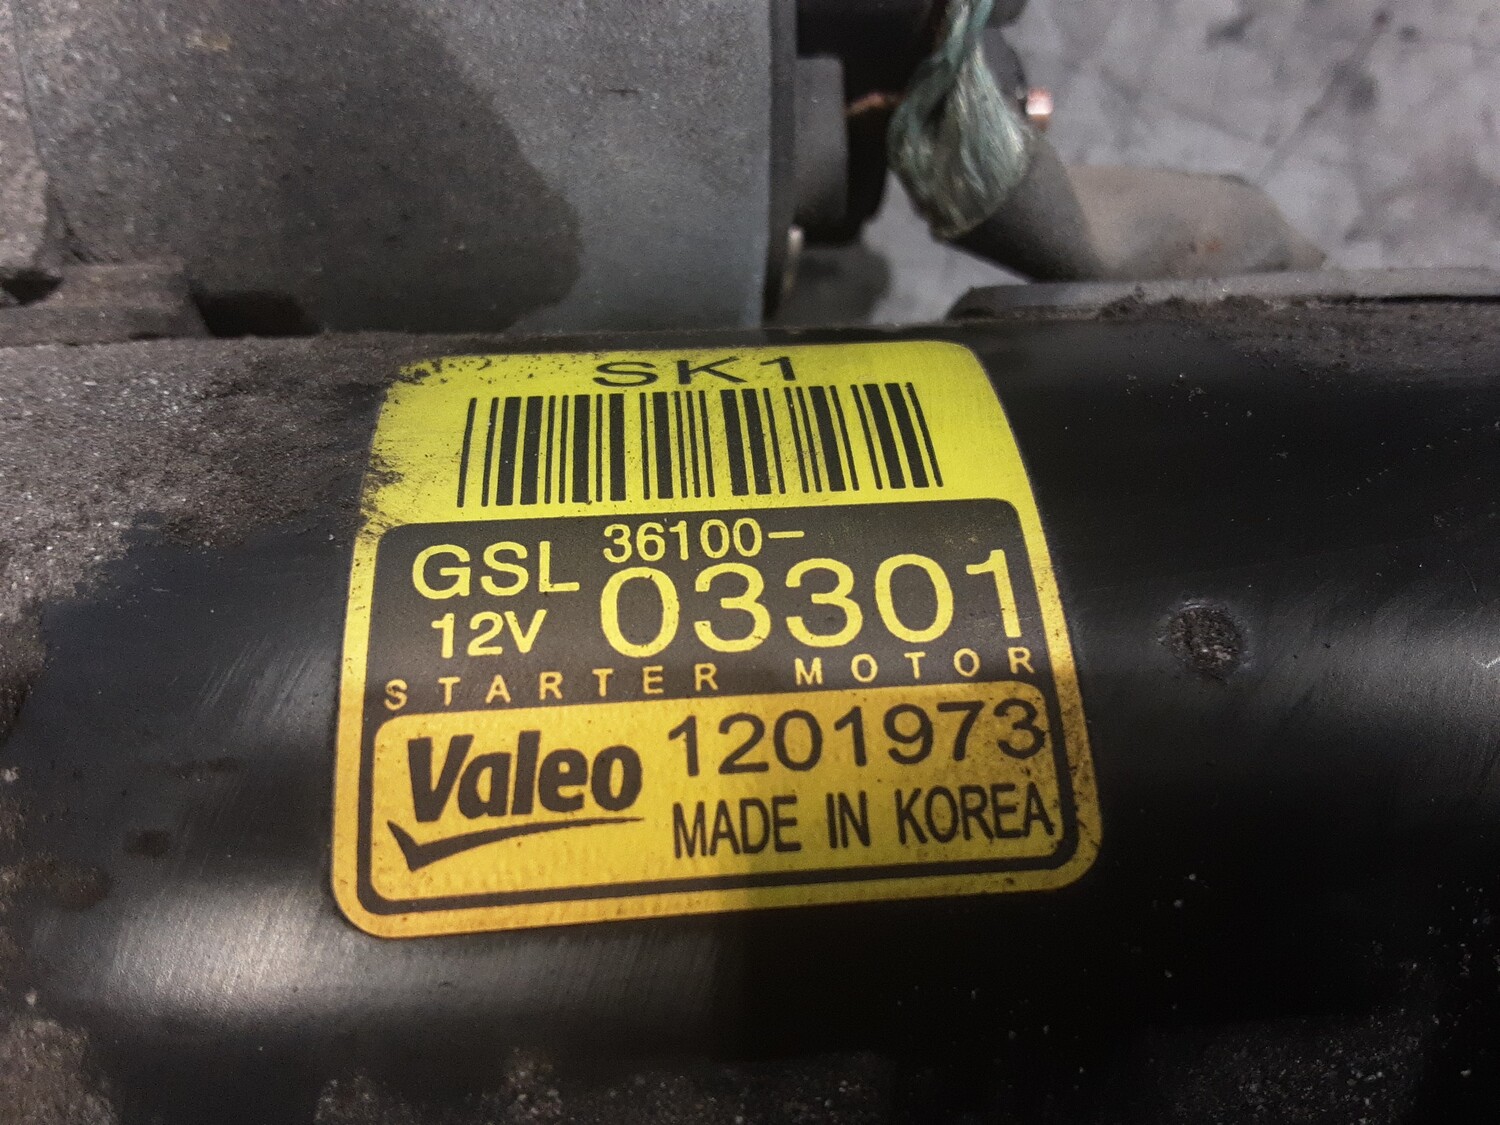 SK1
GSL 36100-
12V 03301
STARTER MOTOR
Valeo 1201973
MADE IN KOREA